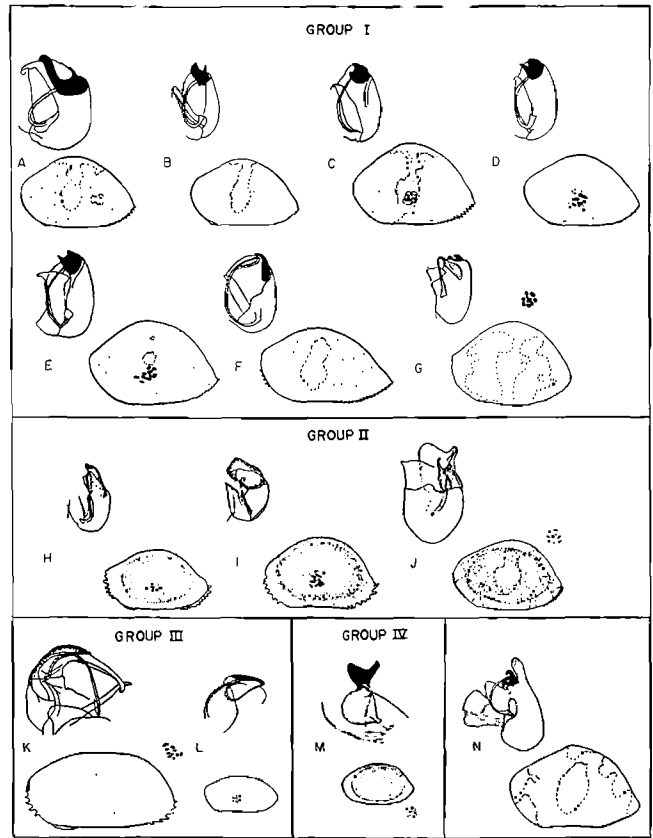 GROUP I
A B C D
E F G
GROUP II
H I J
GROUP III GROUP IV
K L M N